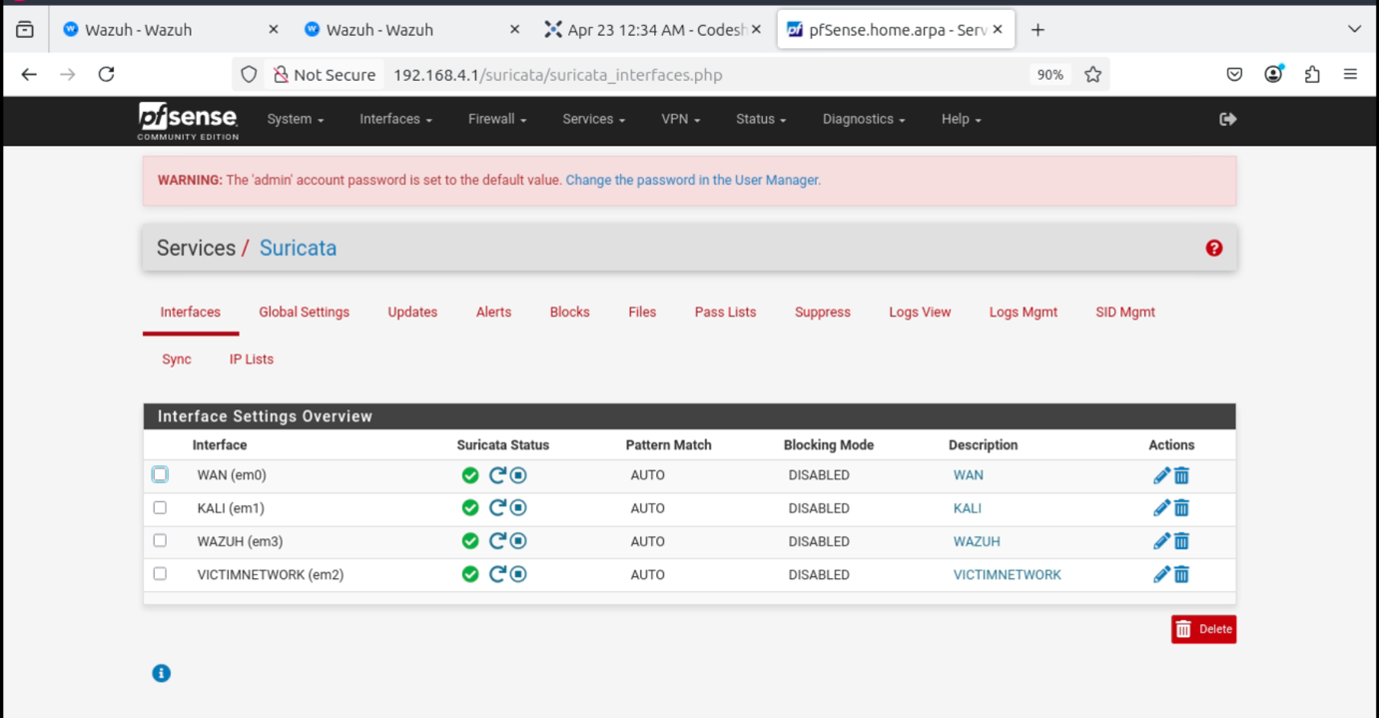 Wazuh - Wazuh
Wazuh - Wazuh
Apr 23 12:34 AM - Codesh
pfSense.home.arpa - Serv
Not Secure 192.168.4.1/suricata/suricata_interfaces.php 90%
pfsense System Interfaces Firewall Services VPN Status Diagnostics Help
COMMUNITY EDITION
WARNING: The 'admin' account password is set to the default value. Change the password in the User Manager.
Services / Suricata
Interfaces Global Settings Updates Alerts Blocks Files Pass Lists Suppress Logs View Logs Mgmt SID Mgmt
Sync IP Lists
Interface Settings Overview
Interface Suricata Status Pattern Match Blocking Mode Description Actions
WAN (em0) AUTO DISABLED WAN
KALI (em1) AUTO DISABLED KALI
WAZUH (em3) AUTO DISABLED WAZUH
VICTIMNETWORK (em2) AUTO DISABLED VICTIMNETWORK
Delete